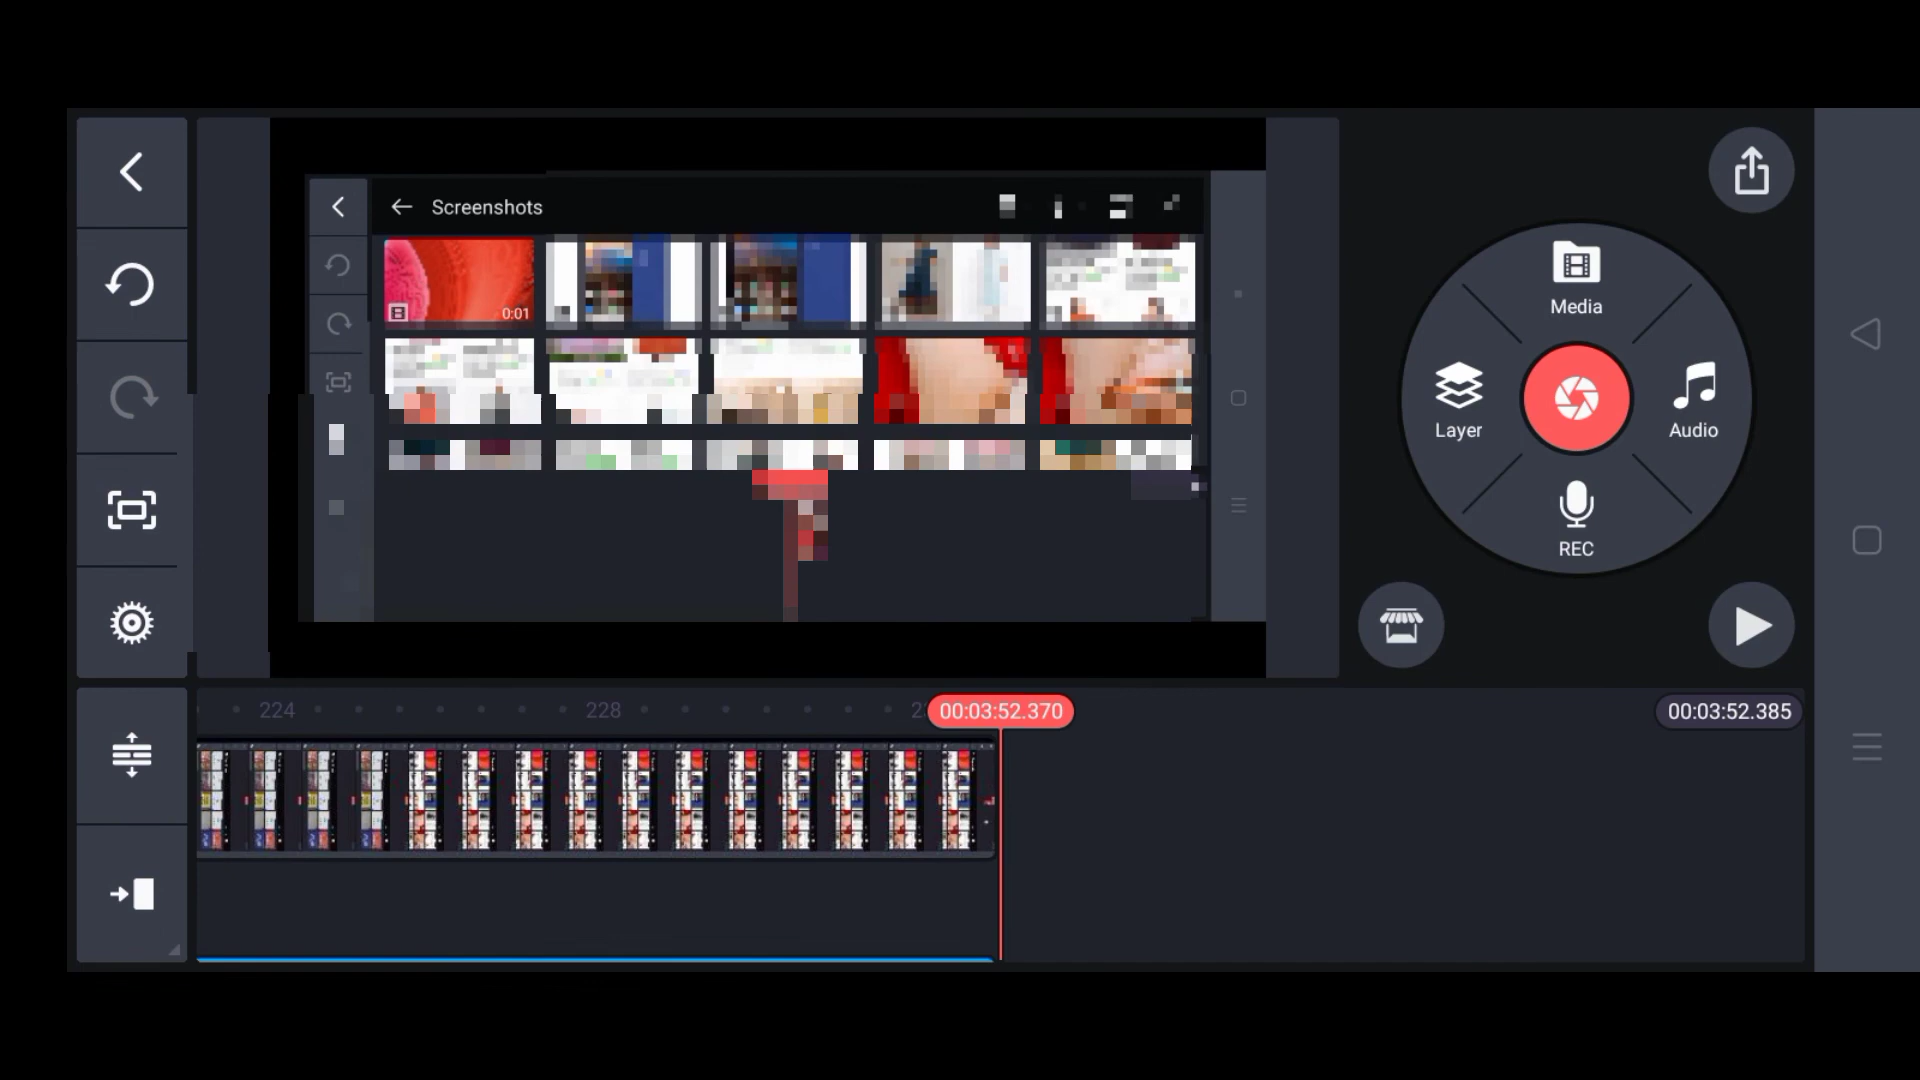 Screenshots
0:01
Media
Layer
Audio
REC
224
228
00:03:52.370
00:03:52.385